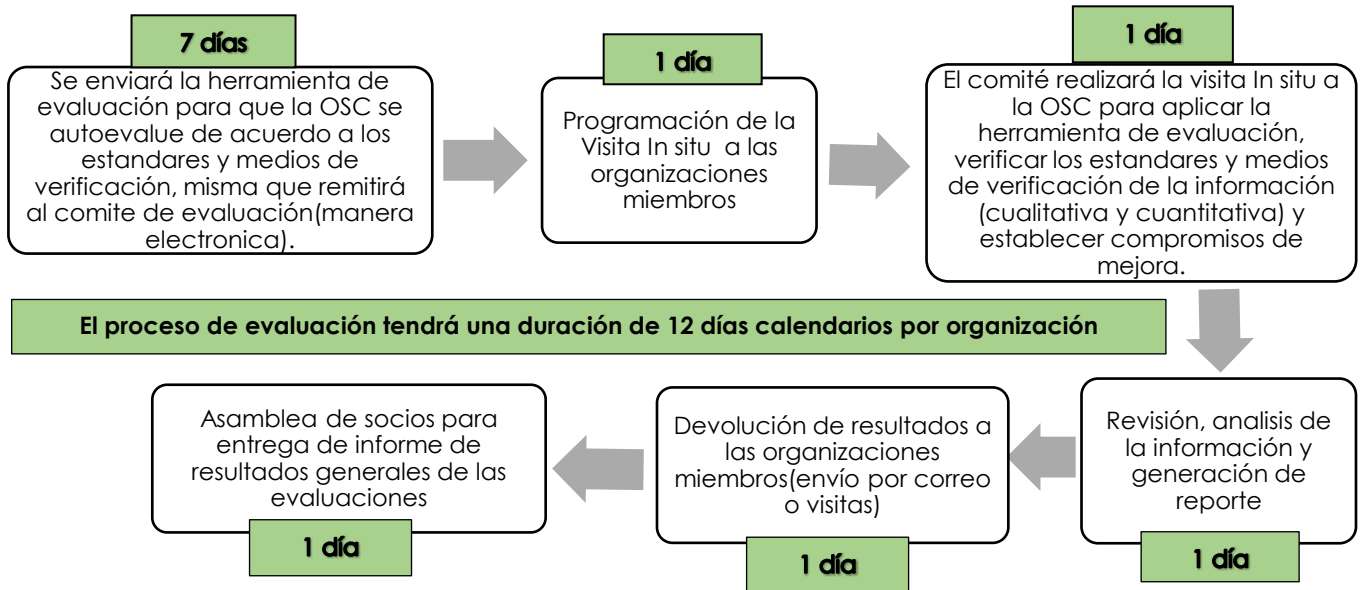 7 días
Se enviará la herramienta de
evaluación para que la OSC se
autoevalue de acuerdo a los
estandares y medios de
verificación, misma que remitirá
al comite de evaluación(manera
electronica).
1 día
Programación de la
Visita In situ a las
organizaciones
miembros
1 día
El comité realizará la visita In situ a
la OSC para aplicar la
herramienta de evaluación,
verificar los estandares y medios
de verificación de la información
(cualitativa y cuantitativa) y
establecer compromisos de
mejora.
El proceso de evaluación tendrá una duración de 12 días calendarios por organización
Revisión, analisis de
la información y
generación de
reporte
1 día
Devolución de resultados a
las organizaciones
miembros(envío por correo
o visitas)
1 día
Asamblea de socios para
entrega de informe de
resultados generales de las
evaluaciones
1 día